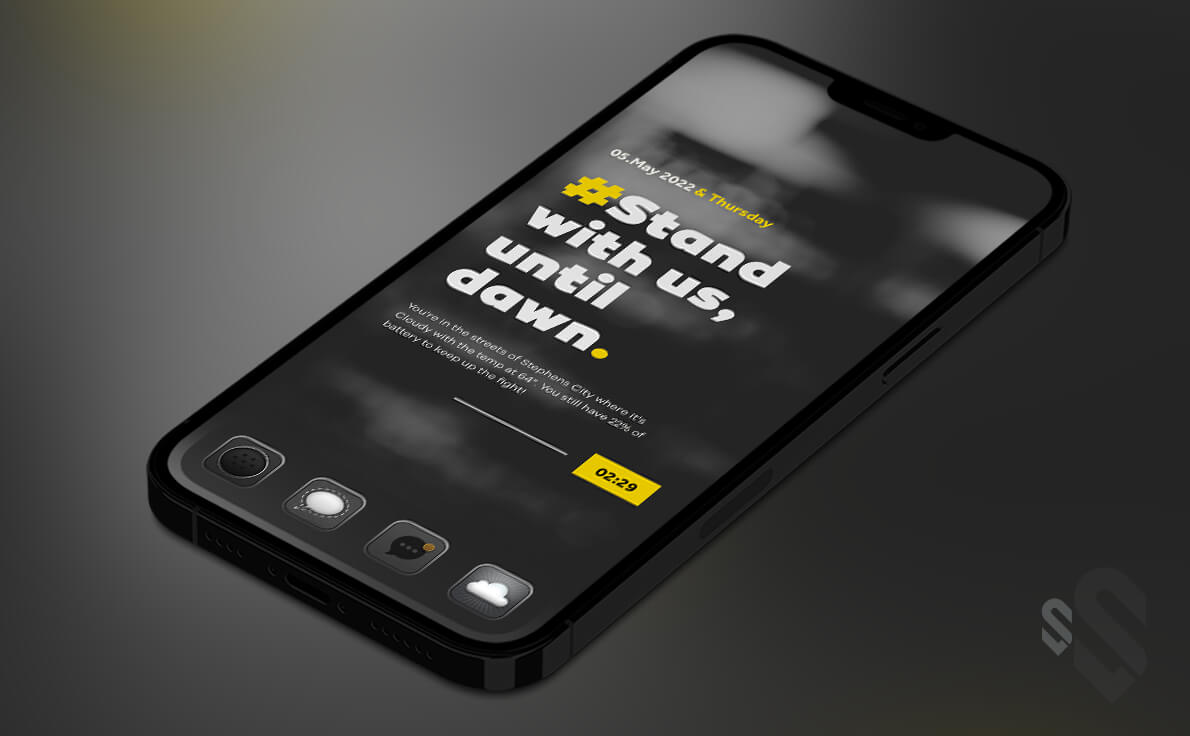 05.May 2022 & Thursday
#Stand
with us,
until
dawn.
You're in the streets of Stephens City where it's
Cloudy with the temp at 64°. You still have 22% of
battery to keep up the fight!
02:29